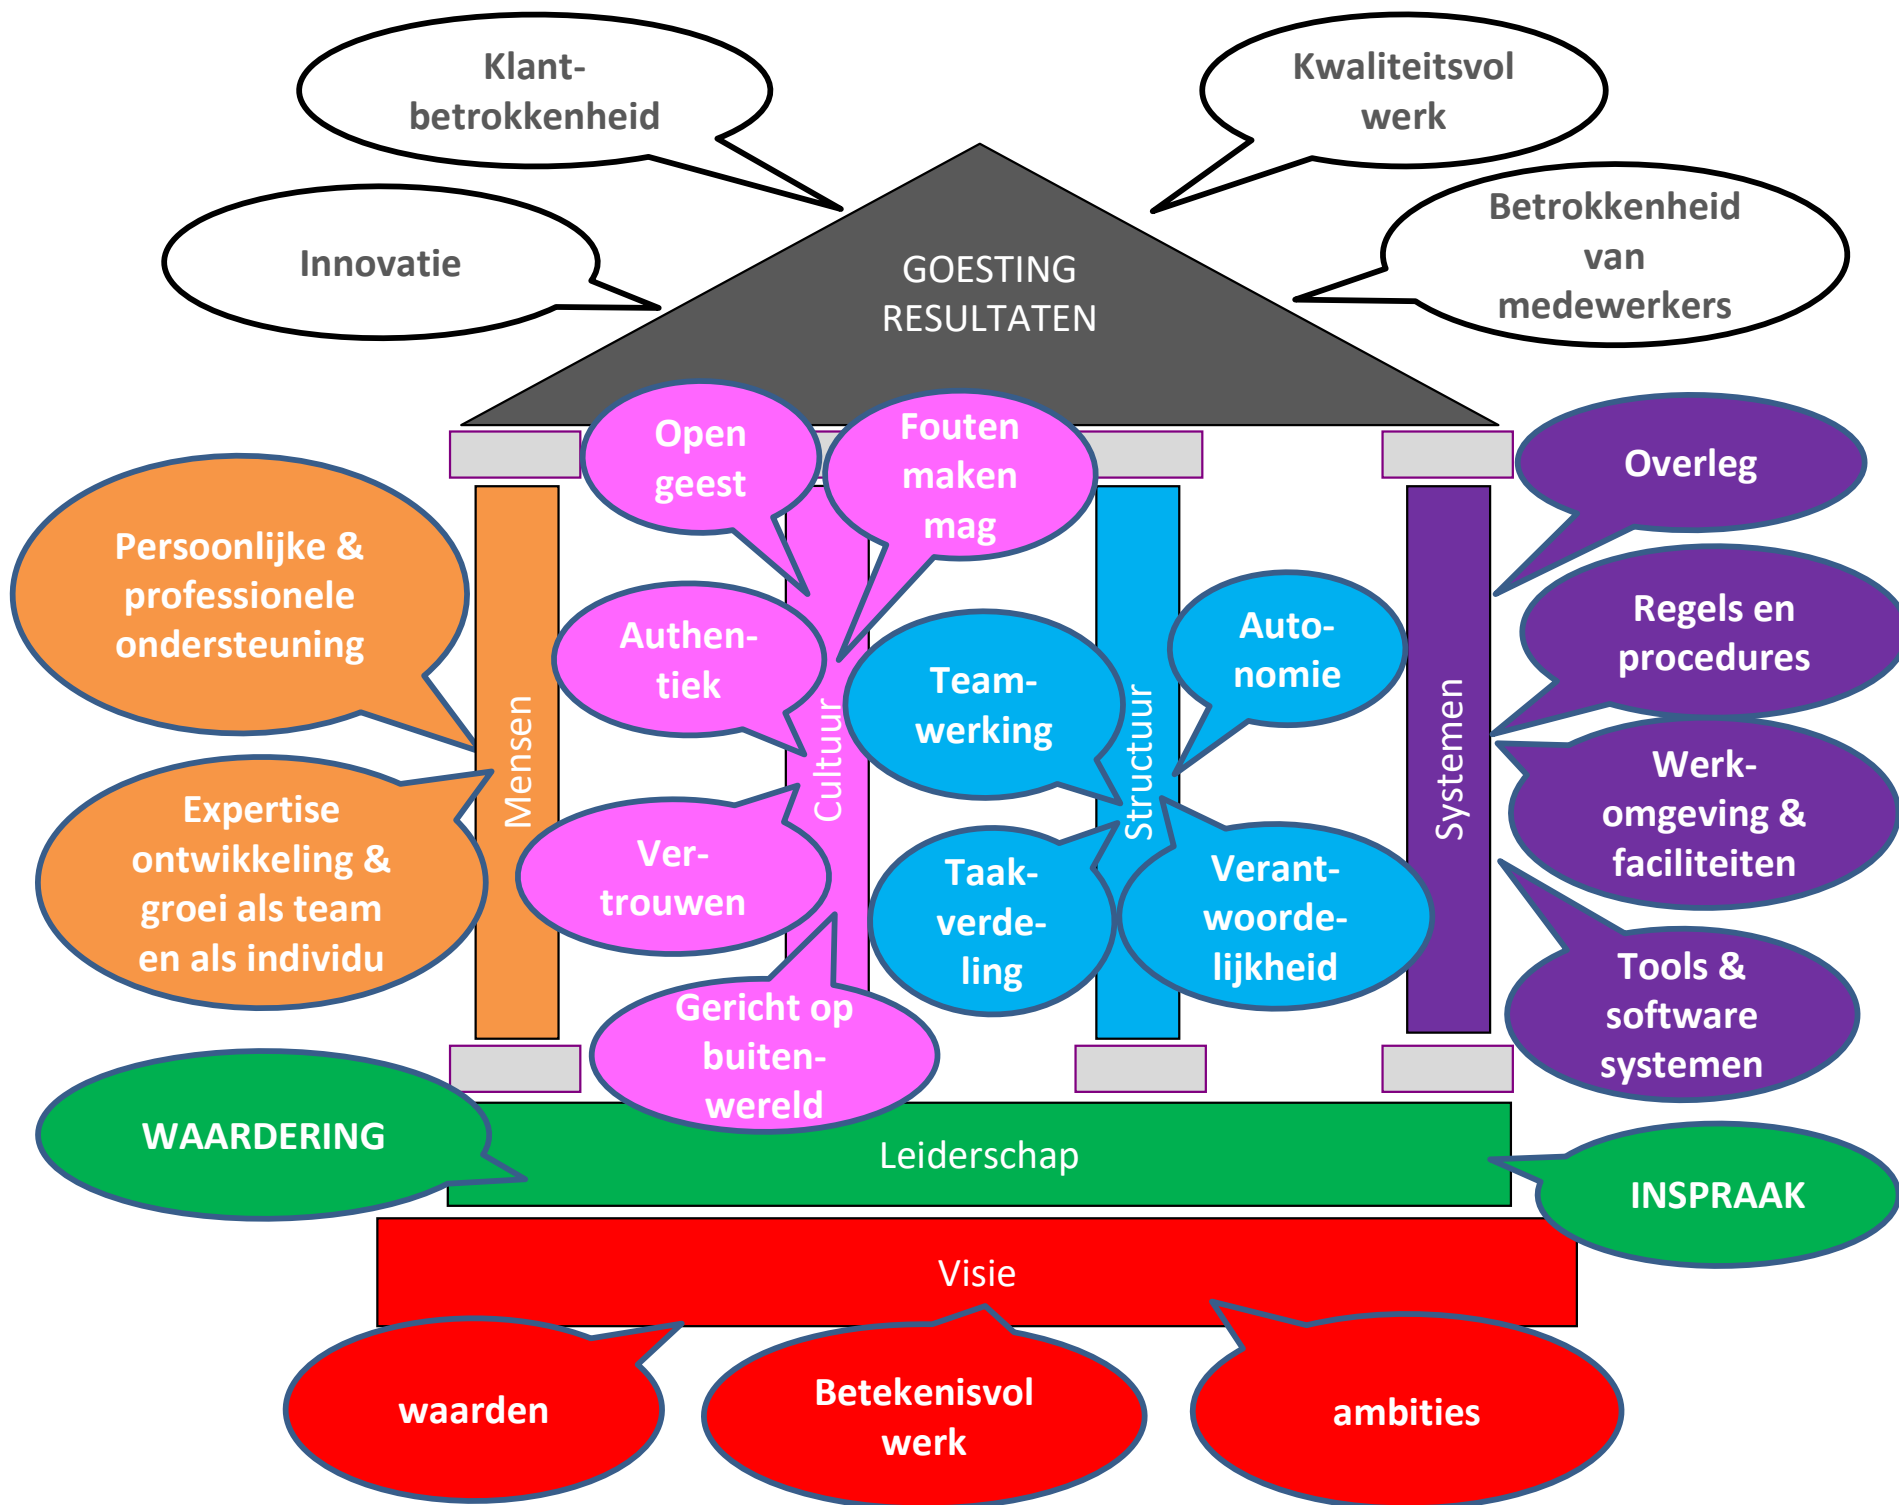 Klant-
betrokkenheid
Kwaliteitsvol
werk
Innovatie
Betrokkenheid
van
medewerkers
GOESTING
RESULTATEN
Open
geest
Fouten
maken
mag
Overleg
Persoonlijke &
professionele
ondersteuning
Authen-
tiek
Team-
werking
Auto-
nomie
Regels en
procedures
Mensen
Cultuur
Structuur
Systemen
Expertise
ontwikkeling &
groei als team
en als individu
Ver-
trouwen
Taak-
verde-
ling
Verant-
woorde-
lijkheid
Werk-
omgeving &
faciliteiten
Gericht op
buiten-
wereld
Tools &
software
systemen
WAARDERING
Leiderschap
INSPRAAK
Visie
waarden
Betekenisvol
werk
ambities